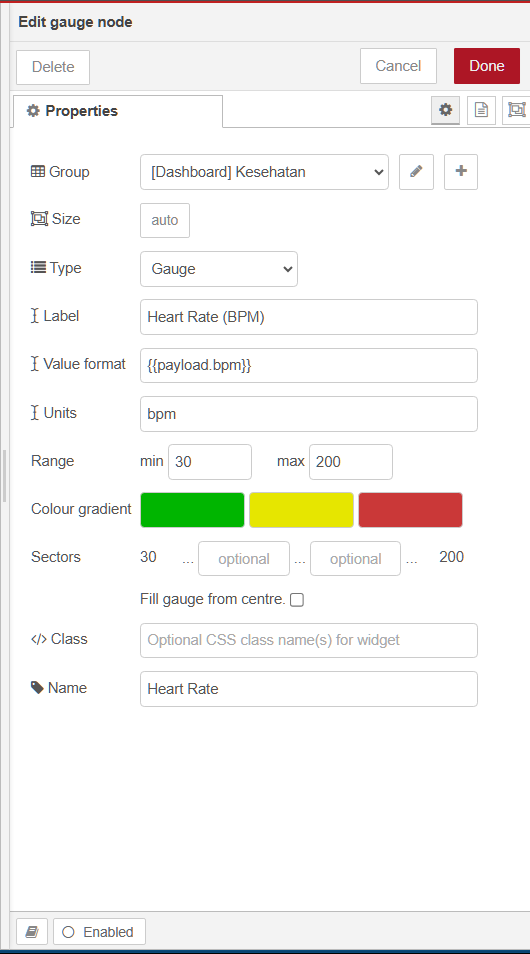 Edit gauge node
Delete Cancel Done
Properties
Group [Dashboard] Kesehatan
Size auto
Type Gauge
Label Heart Rate (BPM)
Value format {{payload.bpm}}
Units bpm
Range min 30 max 200
Colour gradient
Sectors 30 ... optional ... optional ... 200
Fill gauge from centre.
</> Class Optional CSS class name(s) for widget
Name Heart Rate
Enabled